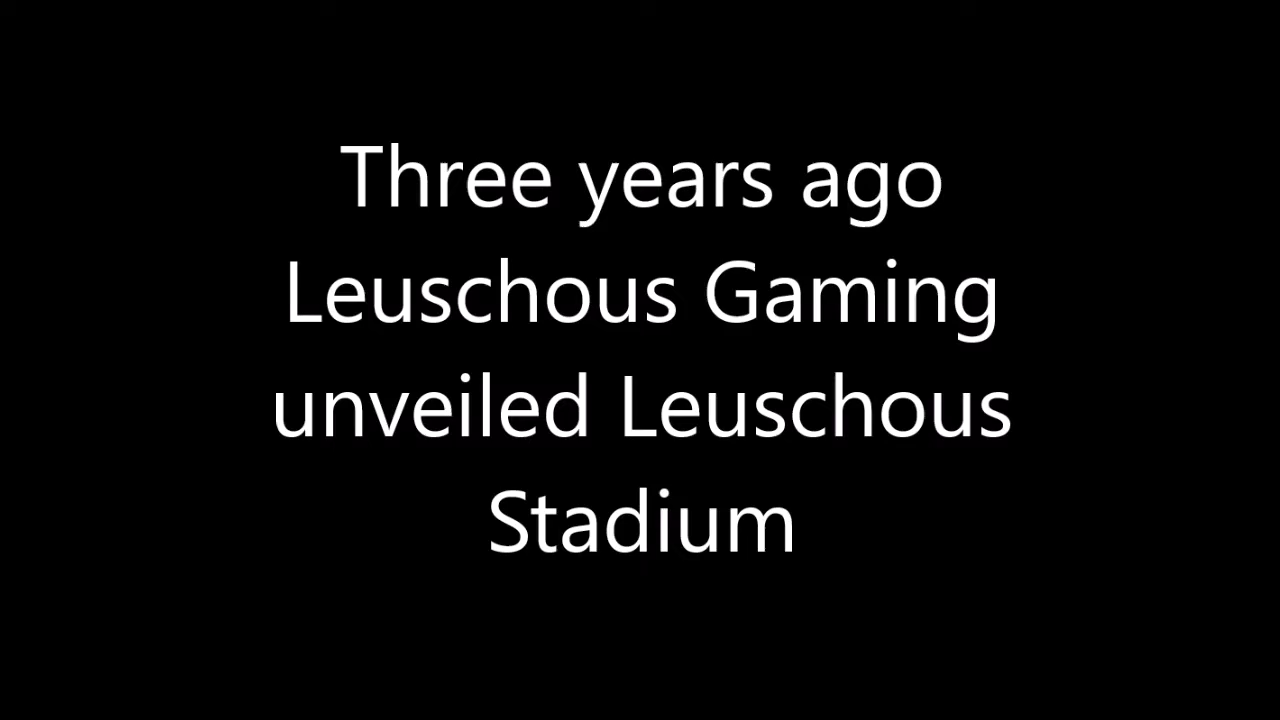 Three years ago
Leuschous Gaming
unveiled Leuschous
Stadium